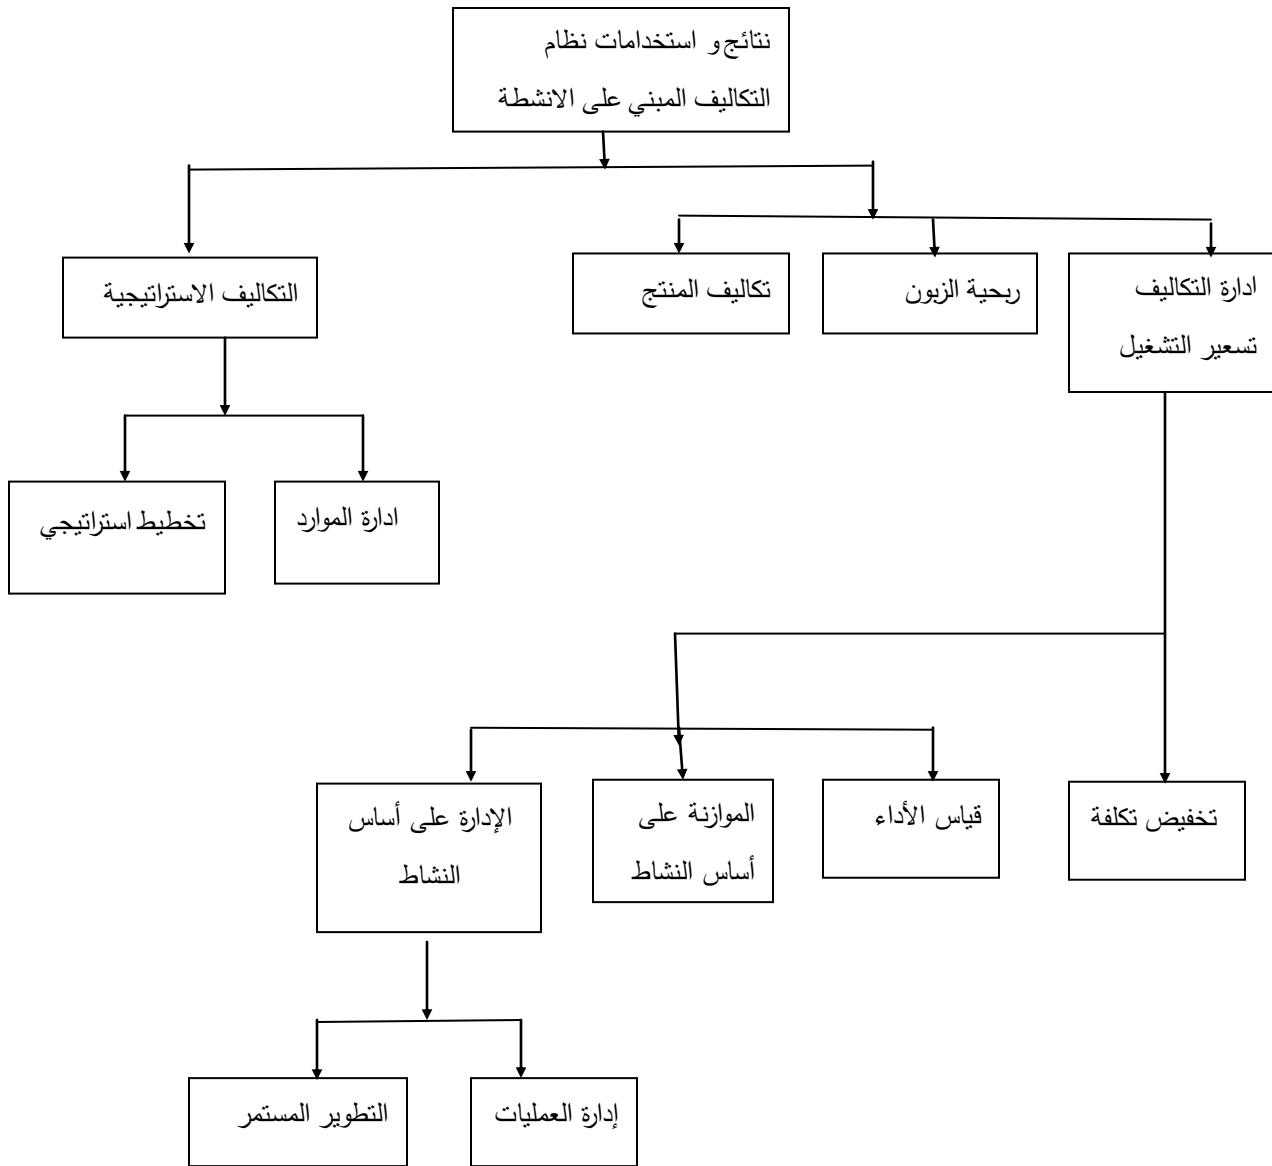 نتائج و استخدامات نظام
التكاليف المبني على الانشطة
ادارة التكاليف
تسعير التشغيل
ربحية الزبون
تكاليف المنتج
التكاليف الاستراتيجية
ادارة الموارد
تخطيط استراتيجي
تخفيض تكلفة
قياس الأداء
الموازنة على
أساس النشاط
الإدارة على أساس
النشاط
إدارة العمليات
التطوير المستمر